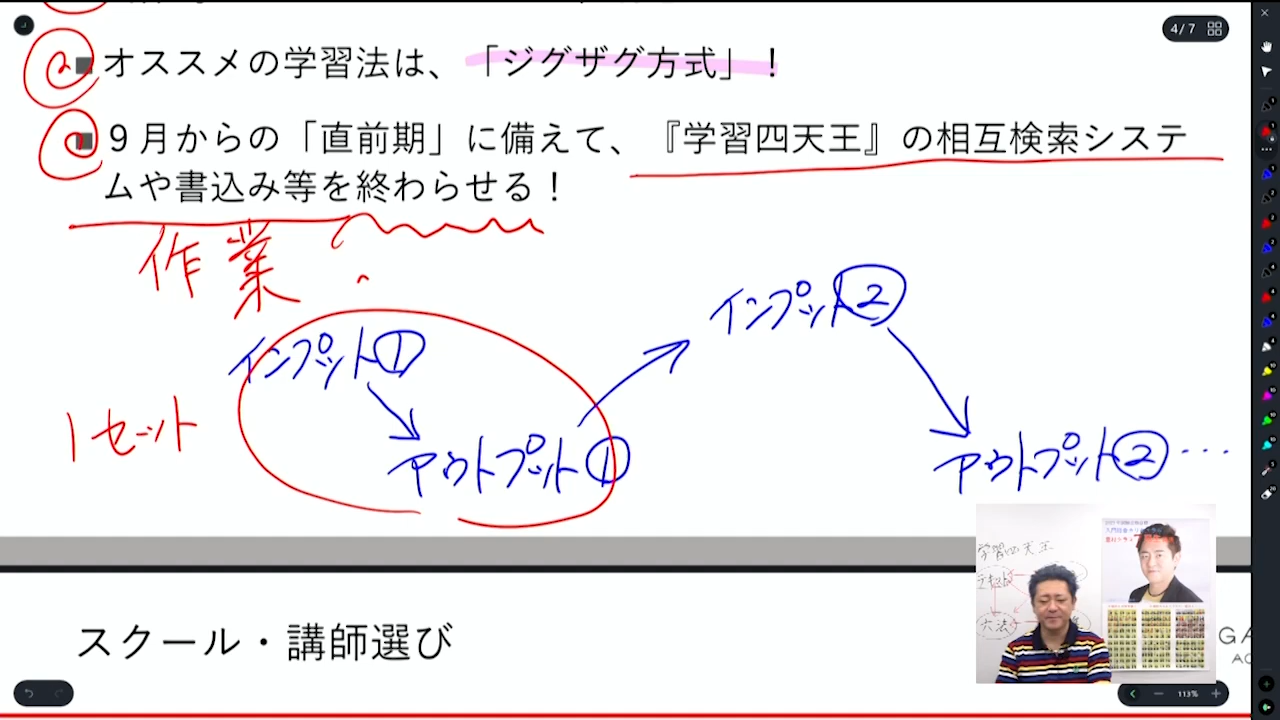 4/7
② オススメの学習法は、「ジグザグ方式」！
９月からの「直前期」に備えて、『学習四天王』の相互検索システ
ムや書込み等を終わらせる！
作業
インプット②
インプット①
1セット
アウトプット①
アウトプット②・・・
学習四天王
六法
スクール・講師選び
GA
AC
113%